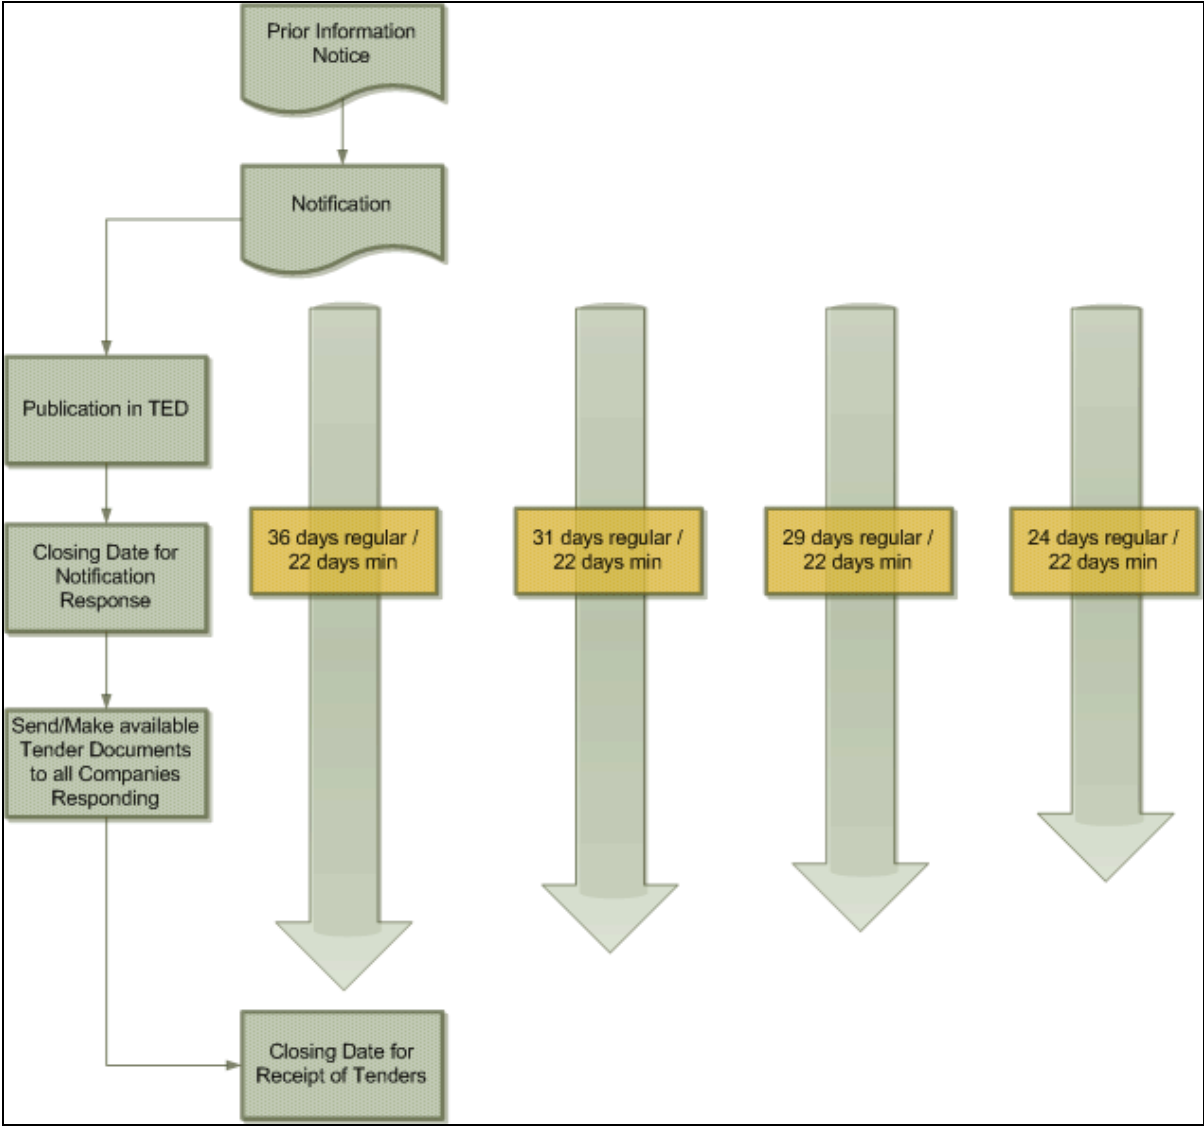 Prior Information
Notice
Notification
Publication in TED
Closing Date for
Notification
Response
36 days regular /
22 days min
31 days regular /
22 days min
29 days regular /
22 days min
24 days regular /
22 days min
Send/Make available
Tender Documents
to all Companies
Responding
Closing Date for
Receipt of Tenders